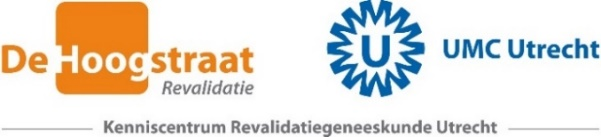 De Hoogstraat
Revalidatie
U UMC Utrecht
Kenniscentrum Revalidatiegeneeskunde Utrecht